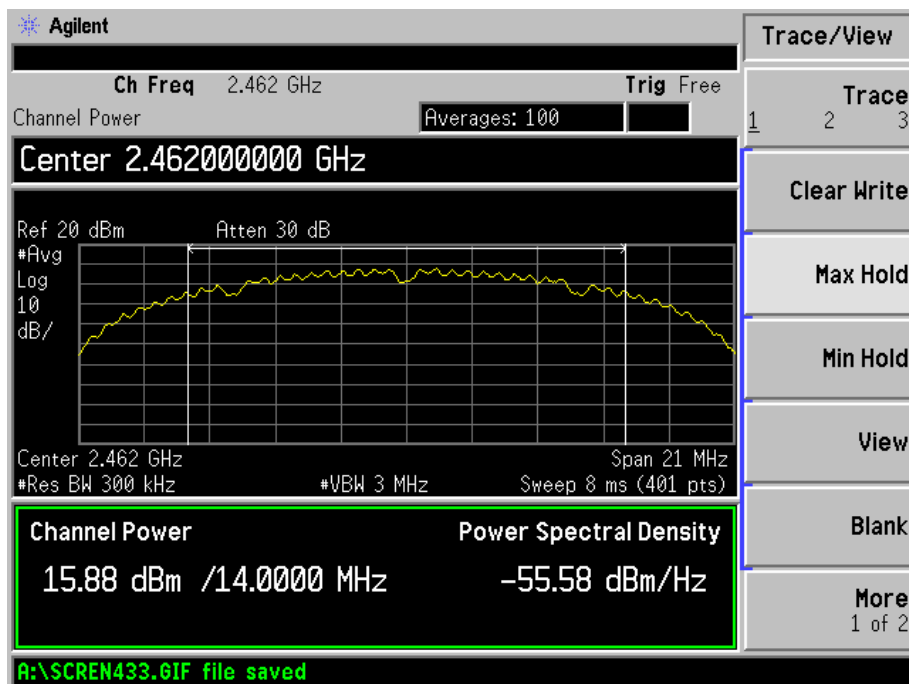 Agilent
Trace/View
Ch Freq 2.462 GHz Trig Free
Channel Power Averages: 100
Center 2.462000000 GHz
Ref 20 dBm Atten 30 dB
#Avg
Log
10
dB/
Center 2.462 GHz Span 21 MHz
#Res BW 300 kHz #VBW 3 MHz Sweep 8 ms (401 pts)
Channel Power Power Spectral Density
15.88 dBm /14.0000 MHz -55.58 dBm/Hz
A:\SCREN433.GIF file saved
Trace
1 2 3
Clear Write
Max Hold
Min Hold
View
Blank
More
1 of 2